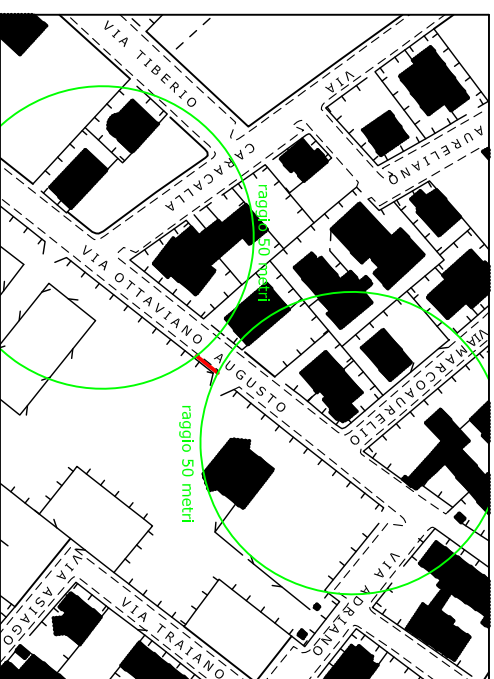 VIA TIBERIO
VIA
CARACALLA
AURELIANO
raggio 50 metri
VIA OTTAVIANO AUGUSTO
VIA MARCO AURELIO
raggio 50 metri
VIA ADRIANO
VIA ASIAGO
VIA TRAIANO